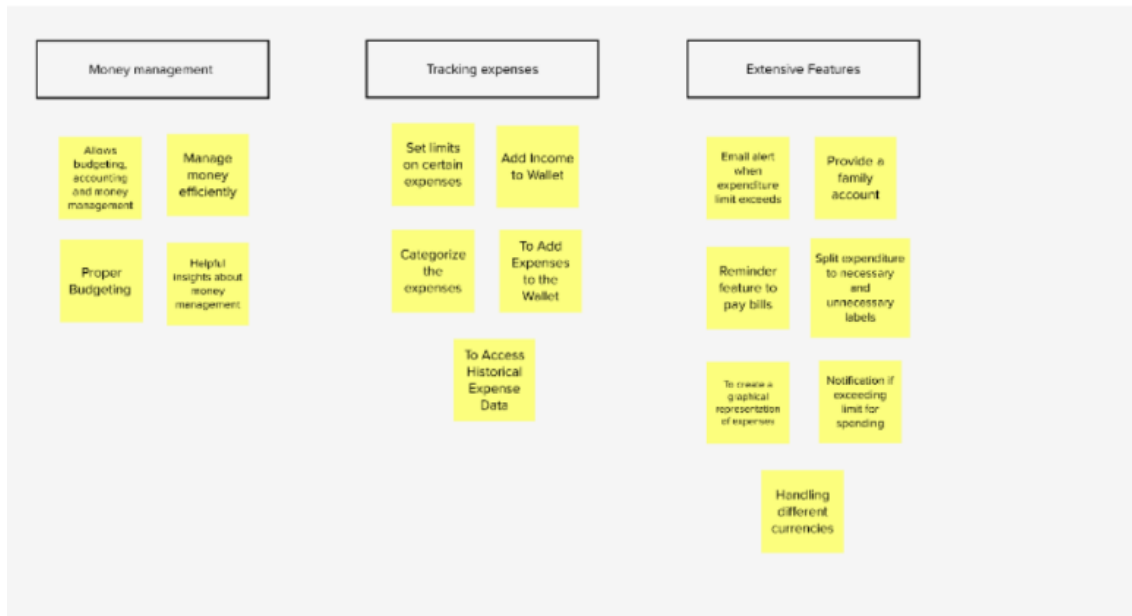 Money management
Allows
budgeting,
accounting
and money
management
Manage
money
efficiently
Proper
Budgeting
Helpful
insights about
money
management
Tracking expenses
Set limits
on certain
expenses
Add Income
to Wallet
Categorize
the
expenses
To Add
Expenses
to the
Wallet
To Access
Historical
Expense
Data
Extensive Features
Email alert
when
expenditure
limit exceeds
Provide a
family
account
Reminder
feature to
pay bills
Split expenditure
to necessary
and
unnecessary
labels
To create a
graphical
representation
of expenses
Notification if
exceeding
limit for
spending
Handling
different
currencies